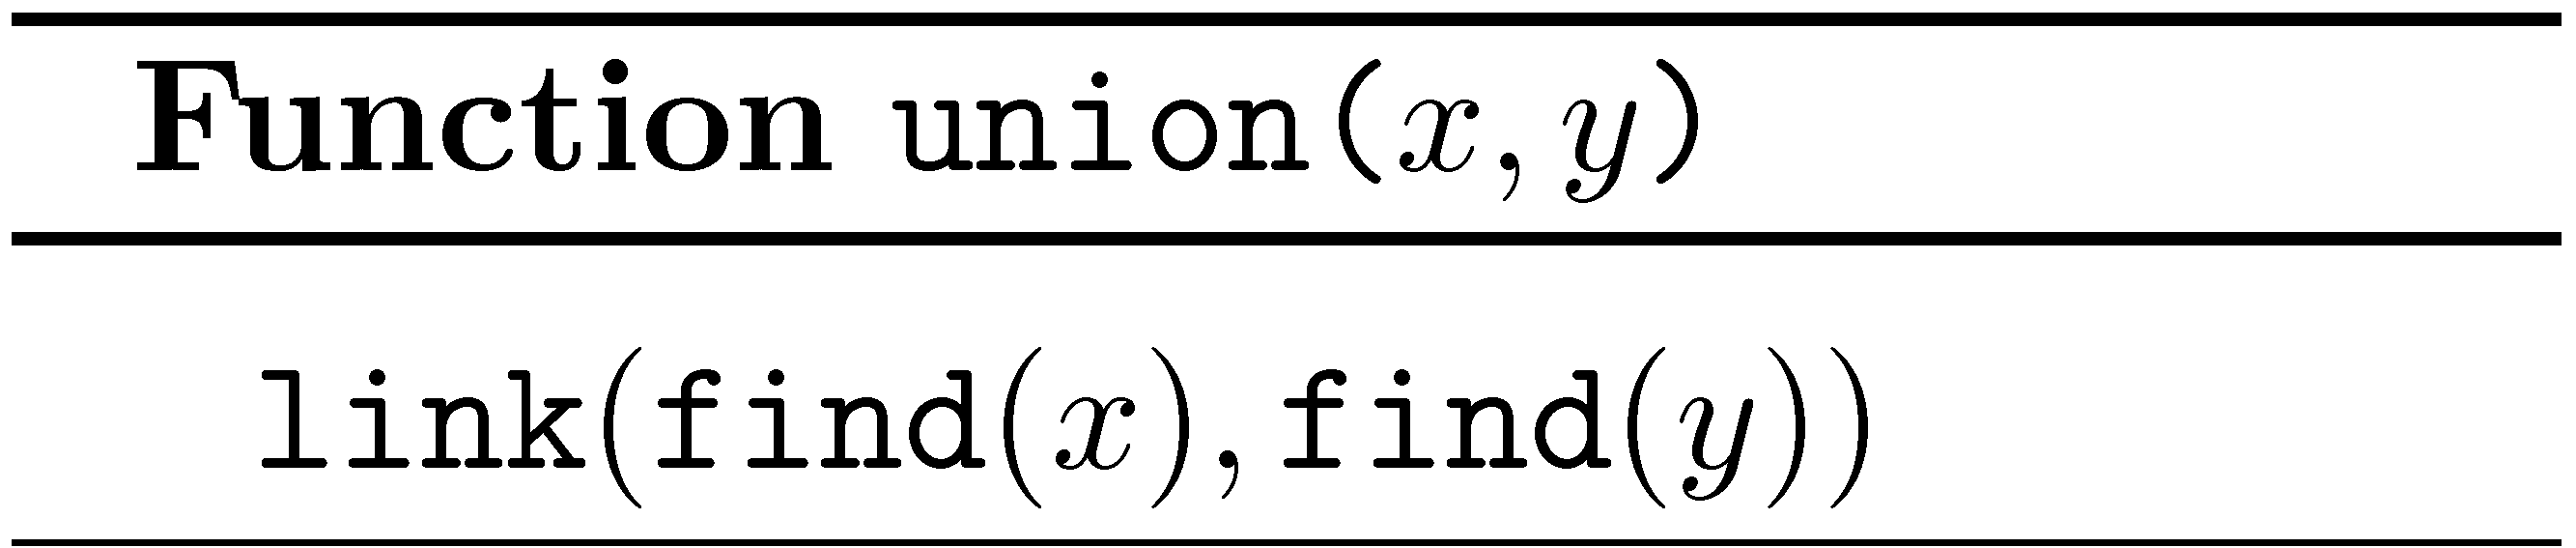 Function union(x, y)
link(find(x), find(y))